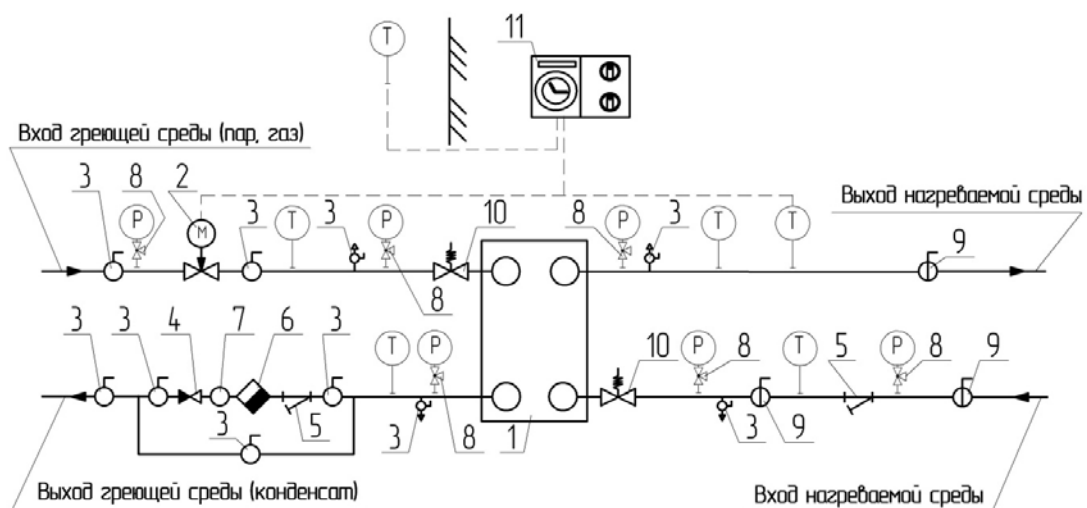 11
T
Вход греющей среды (пар, газ)
3 8 2 3 3 10 8 3
P M T P P T T
Выход нагреваемой среды
9
8
3 3 4 7 6 3 10 8 5 8 9
T P P T P
5 3 3 8 1 3 9
Выход греющей среды (конденсат)
Вход нагреваемой среды